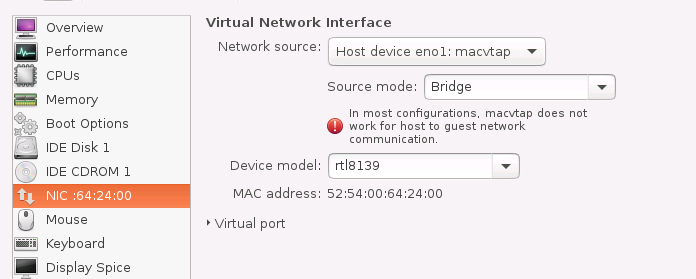 Overview
Performance
CPUs
Memory
Boot Options
IDE Disk 1
IDE CDROM 1
NIC :64:24:00
Mouse
Keyboard
Display Spice
Virtual Network Interface
Network source: Host device eno1: macvtap
Source mode: Bridge
In most configurations, macvtap does not
work for host to guest network
communication.
Device model: rtl8139
MAC address: 52:54:00:64:24:00
Virtual port